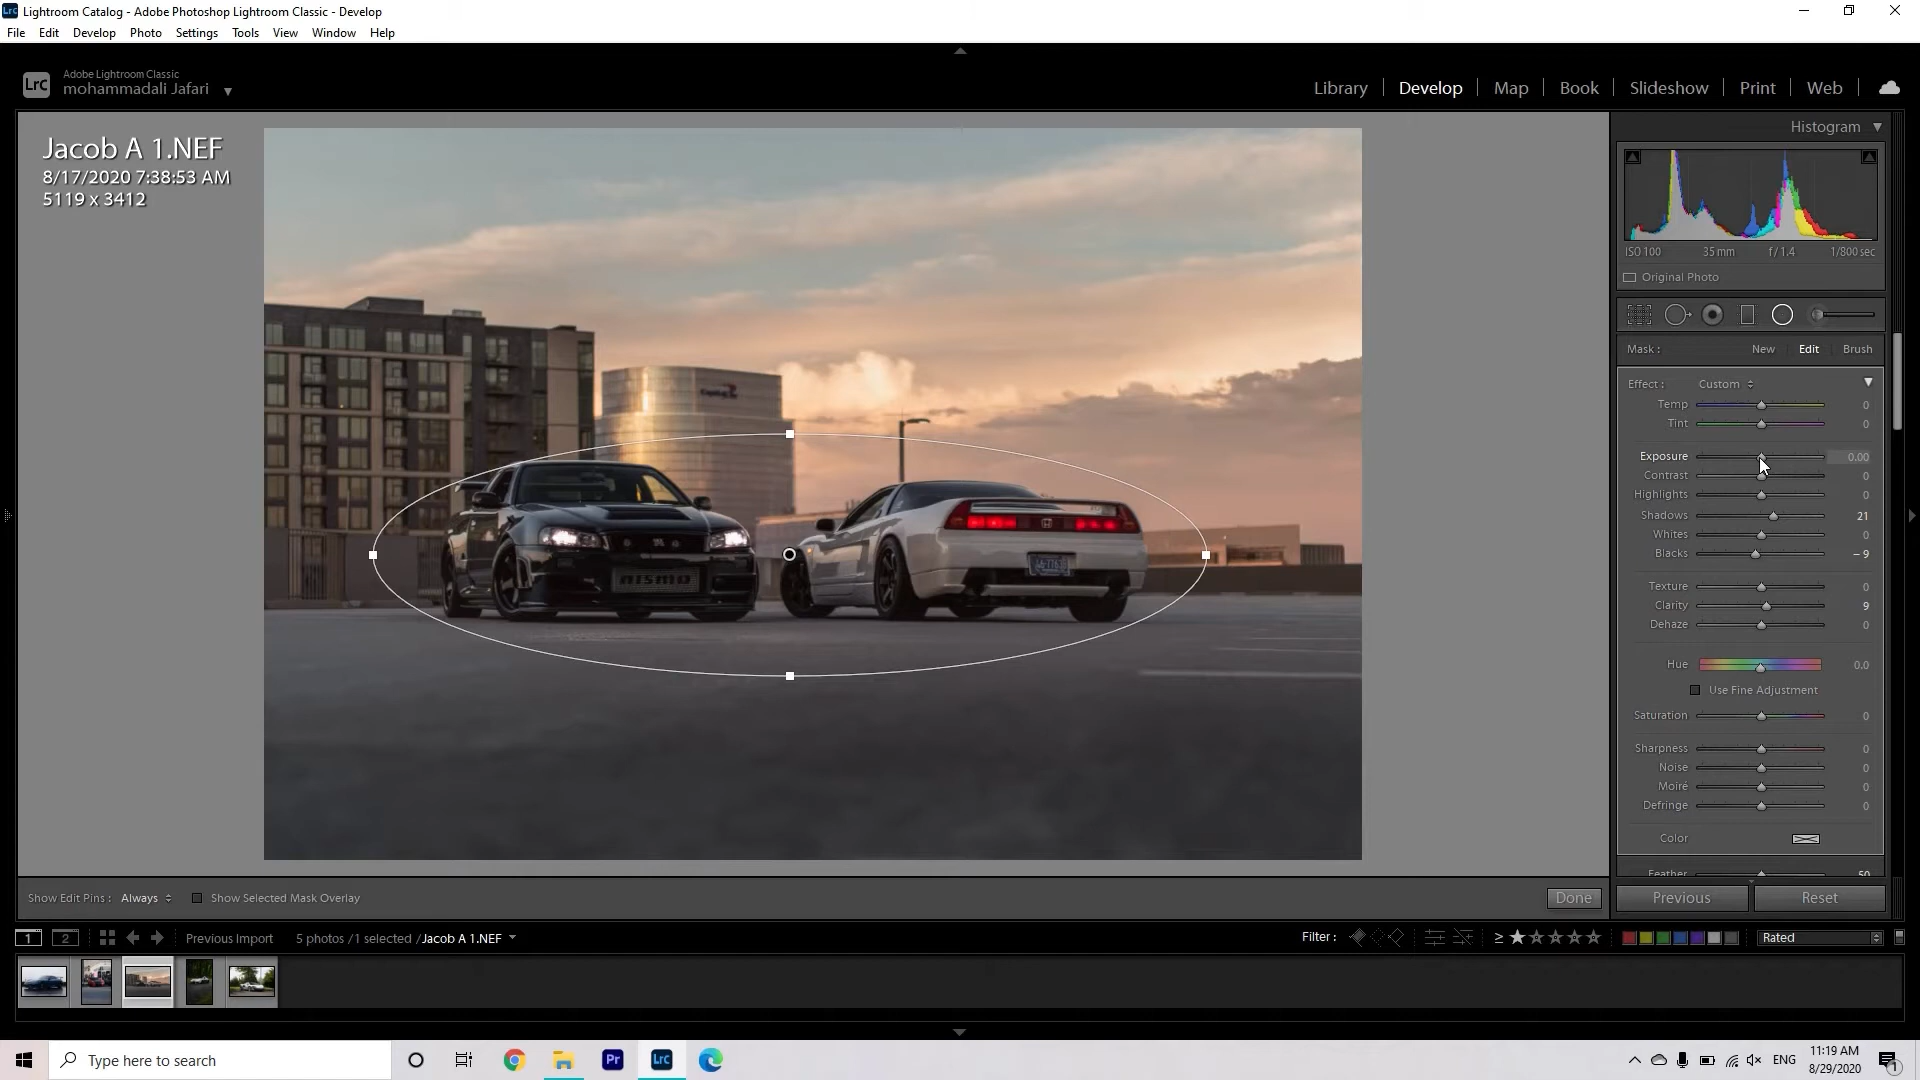 Lightroom Catalog - Adobe Photoshop Lightroom Classic - Develop
File Edit Develop Photo Settings Tools View Window Help
Lrc
Adobe Lightroom Classic
mohammadali Jafari
Library Develop Map Book Slideshow Print Web
Jacob A 1.NEF
8/17/2020 7:38:53 AM
5119 x 3412
Histogram
ISO 100 35 mm f / 1.4 1/800 sec
Original Photo
Mask : New Edit Brush
Effect : Custom
Temp 0
Tint 0
Exposure 0.00
Contrast 0
Highlights 0
Shadows 21
Whites 0
Blacks – 9
Texture 0
Clarity 9
Dehaze 0
Hue 0.0
Use Fine Adjustment
Saturation 0
Sharpness 0
Noise 0
Moiré 0
Defringe 0
Color
Feather 50
nismo
Show Edit Pins : Always Show Selected Mask Overlay Done
Previous Reset
1 2 Previous Import 5 photos / 1 selected / Jacob A 1.NEF Filter : ≥ Rated
Type here to search
Pr Lrc
ENG
11:19 AM
8/29/2020
1